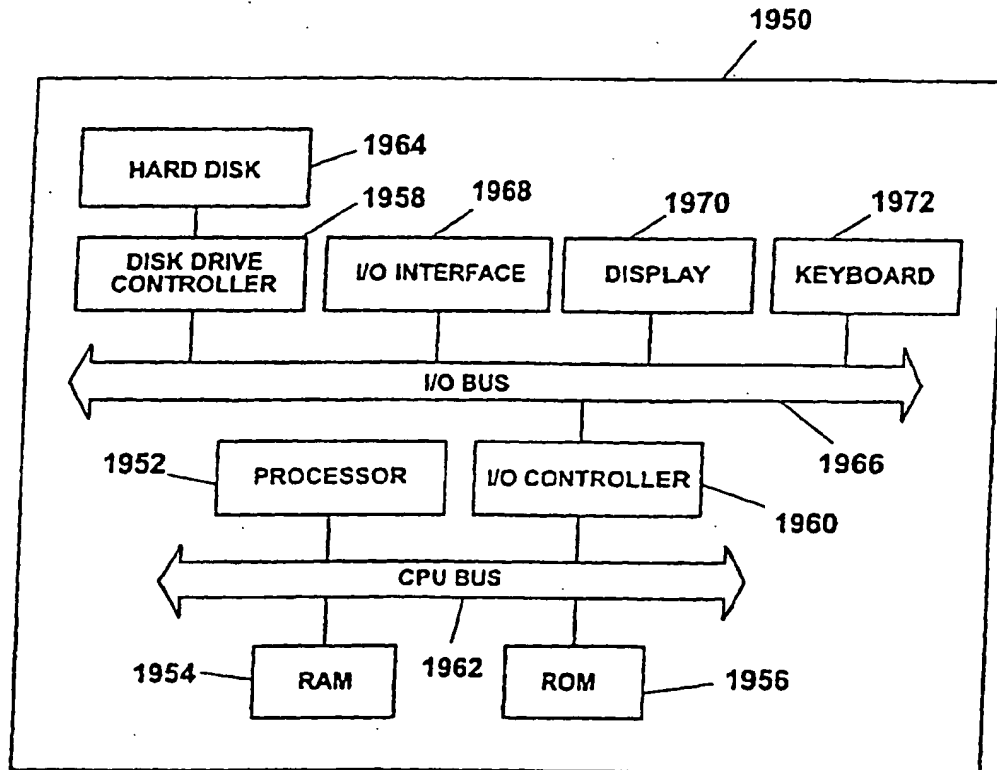 1950
HARD DISK
1964
1958
1968
1970
1972
DISK DRIVE
CONTROLLER
I/O INTERFACE
DISPLAY
KEYBOARD
I/O BUS
1952
PROCESSOR
I/O CONTROLLER
1966
1960
CPU BUS
1954
RAM
1962
ROM
1956